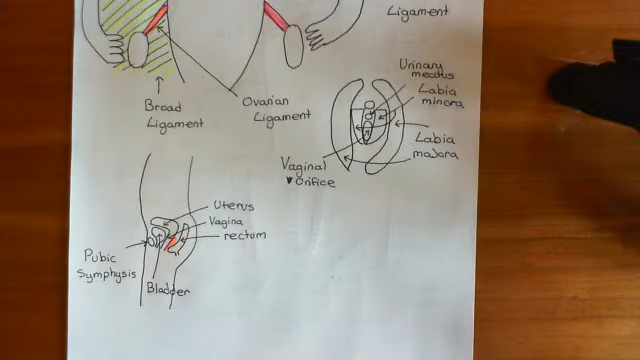 Ligament
Broad
Ligament
Ovarian
Ligament
Urinary
meatus
Labia
minora
Labia
majora
Vaginal
Orifice
Uterus
Vagina
rectum
Pubic
Symphysis
Bladder